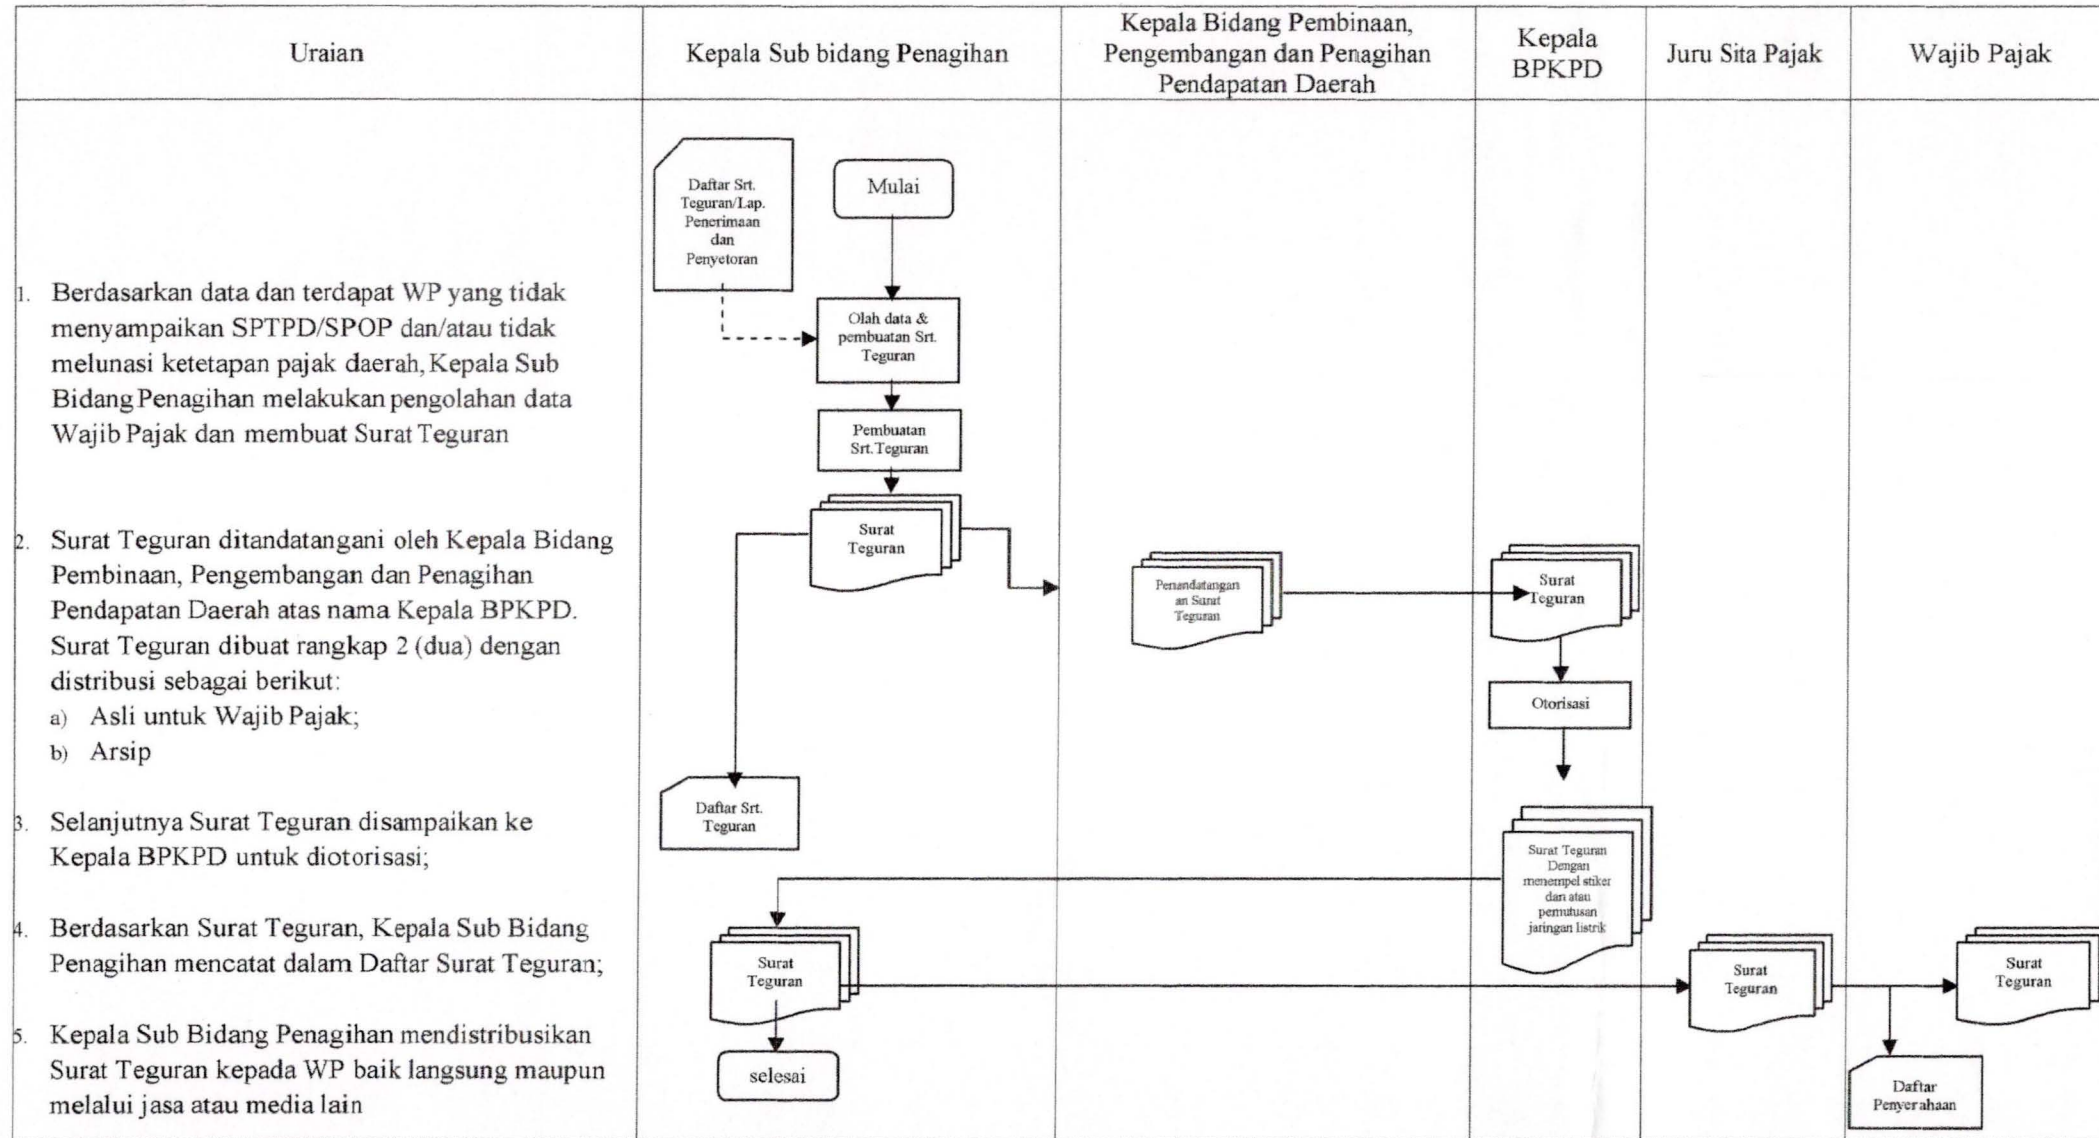 Uraian
Kepala Sub bidang Penagihan
Kepala Bidang Pembinaan,
Pengembangan dan Penagihan
Pendapatan Daerah
Kepala
BPKPD
Juru Sita Pajak
Wajib Pajak
1. Berdasarkan data dan terdapat WP yang tidak
menyampaikan SPTPD/SPOP dan/atau tidak
melunasi ketetapan pajak daerah, Kepala Sub
Bidang Penagihan melakukan pengolahan data
Wajib Pajak dan membuat Surat Teguran
2. Surat Teguran ditandatangani oleh Kepala Bidang
Pembinaan, Pengembangan dan Penagihan
Pendapatan Daerah atas nama Kepala BPKPD.
Surat Teguran dibuat rangkap 2 (dua) dengan
distribusi sebagai berikut:
a) Asli untuk Wajib Pajak;
b) Arsip
3. Selanjutnya Surat Teguran disampaikan ke
Kepala BPKPD untuk diotorisasi;
4. Berdasarkan Surat Teguran, Kepala Sub Bidang
Penagihan mencatat dalam Daftar Surat Teguran;
5. Kepala Sub Bidang Penagihan mendistribusikan
Surat Teguran kepada WP baik langsung maupun
melalui jasa atau media lain
Daftar Srt.
Teguran/Lap.
Penerimaan
dan
Penyetoran
Mulai
Olah data &
pembuatan Srt.
Teguran
Pembuatan
Srt.Teguran
Surat
Teguran
Daftar Srt.
Teguran
Surat
Teguran
selesai
Penandatangan
an Surat
Teguran
Surat
Teguran
Otorisasi
Surat Teguran
Dengan
menempel stiker
dan atau
pemutusan
jaringan listrik
Surat
Teguran
Surat
Teguran
Daftar
Penyerahaan